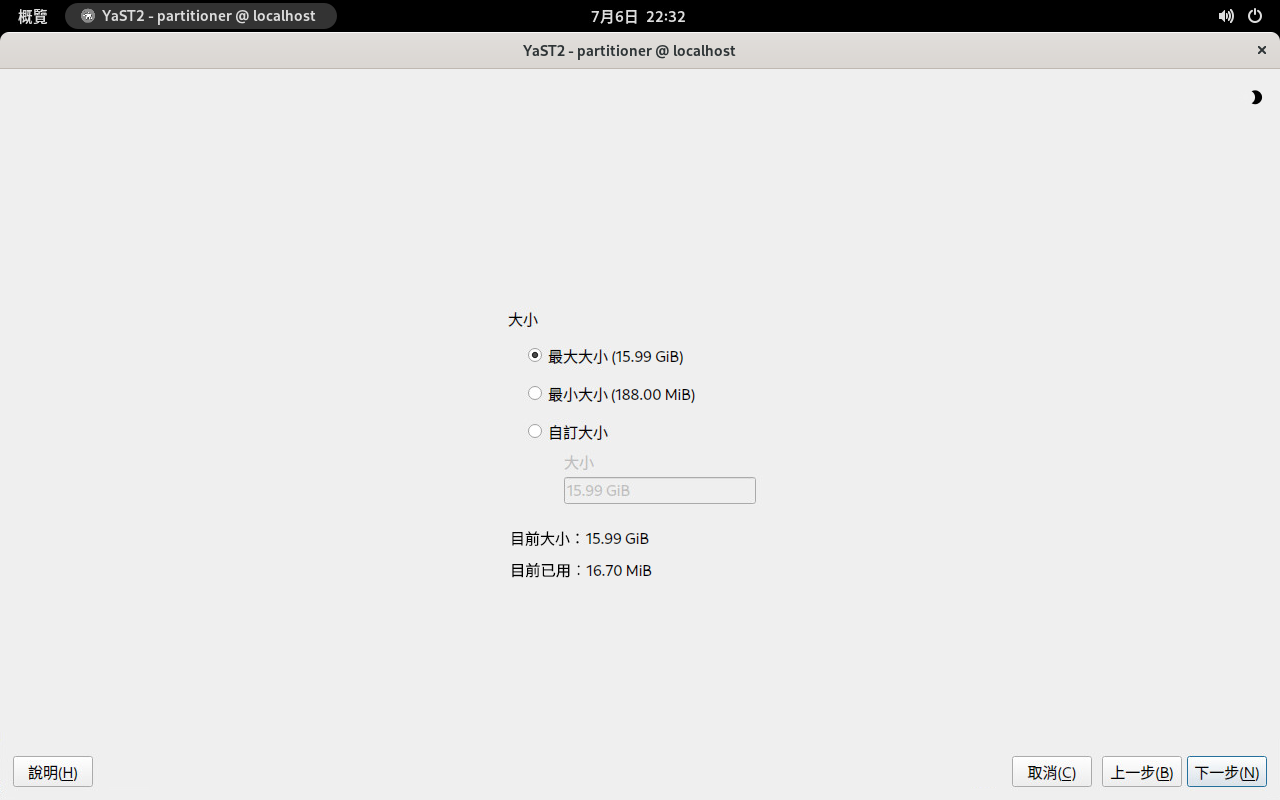 概覽
YaST2 - partitioner @ localhost
7月6日 22:32
YaST2 - partitioner @ localhost
大小
最大大小 (15.99 GiB)
最小大小 (188.00 MiB)
自訂大小
大小
15.99 GiB
目前大小：15.99 GiB
目前已用：16.70 MiB
說明(H)
取消(C)
上一步(B)
下一步(N)